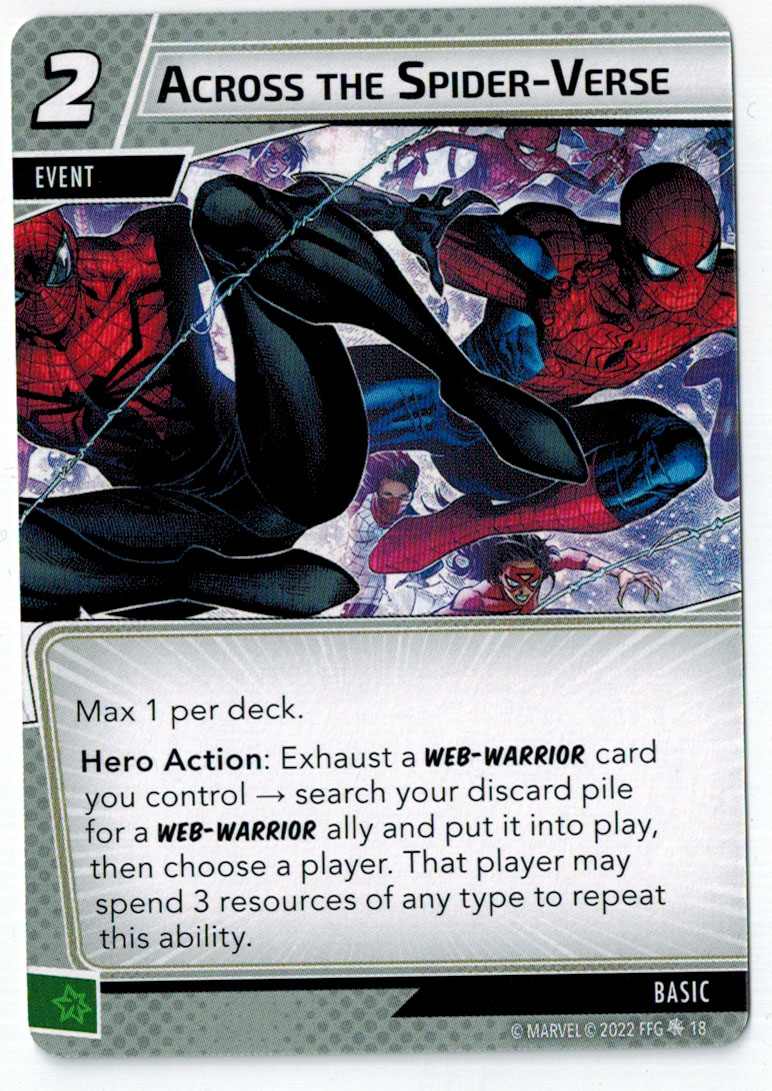 2
ACROSS THE SPIDER-VERSE
EVENT
Max 1 per deck.
Hero Action: Exhaust a WEB-WARRIOR card
you control → search your discard pile
for a WEB-WARRIOR ally and put it into play,
then choose a player. That player may
spend 3 resources of any type to repeat
this ability.
BASIC
© MARVEL © 2022 FFG 18